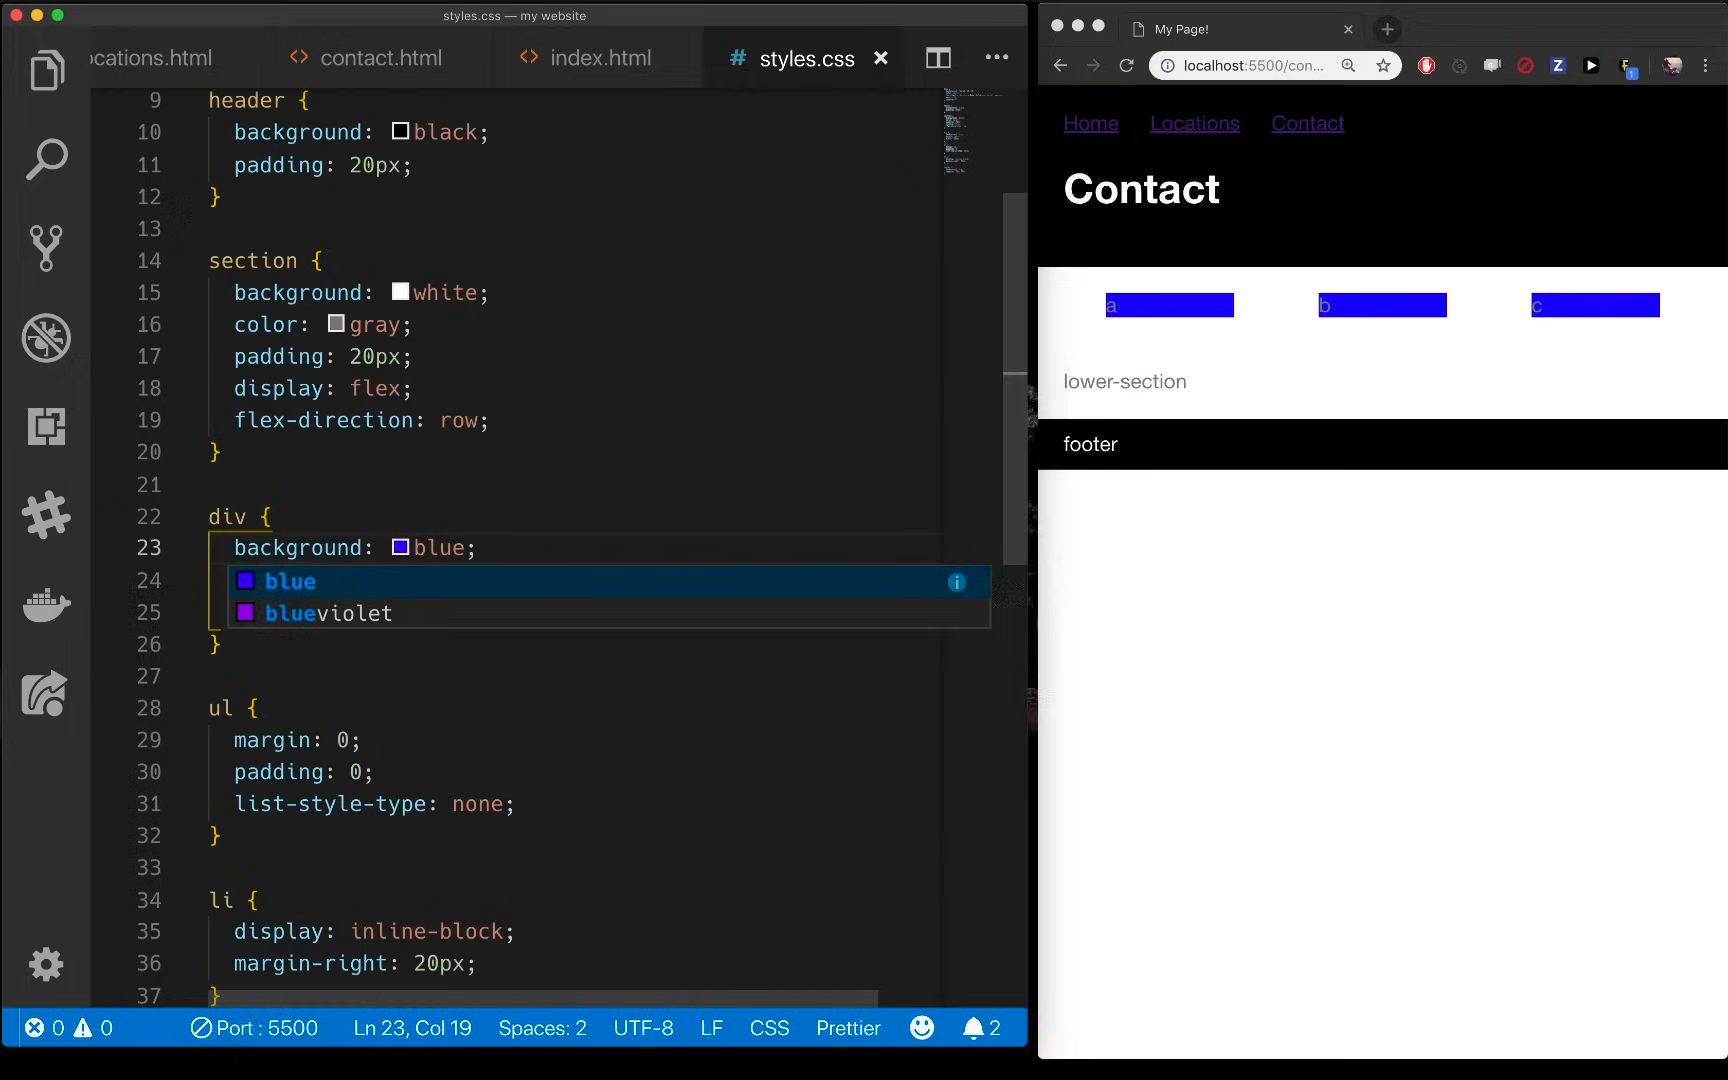 styles.css — my website
ocations.html
contact.html
index.html
styles.css
9 header {
10 background: black;
11 padding: 20px;
12 }
13
14 section {
15 background: white;
16 color: gray;
17 padding: 20px;
18 display: flex;
19 flex-direction: row;
20 }
21
22 div {
23 background: blue;
24 blue
25 blueviolet
26 }
27
28 ul {
29 margin: 0;
30 padding: 0;
31 list-style-type: none;
32 }
33
34 li {
35 display: inline-block;
36 margin-right: 20px;
37 }
0 0 Port : 5500 Ln 23, Col 19 Spaces: 2 UTF-8 LF CSS Prettier 2
My Page!
localhost:5500/con...
Z
1
Home Locations Contact
Contact
a b c
lower-section
footer